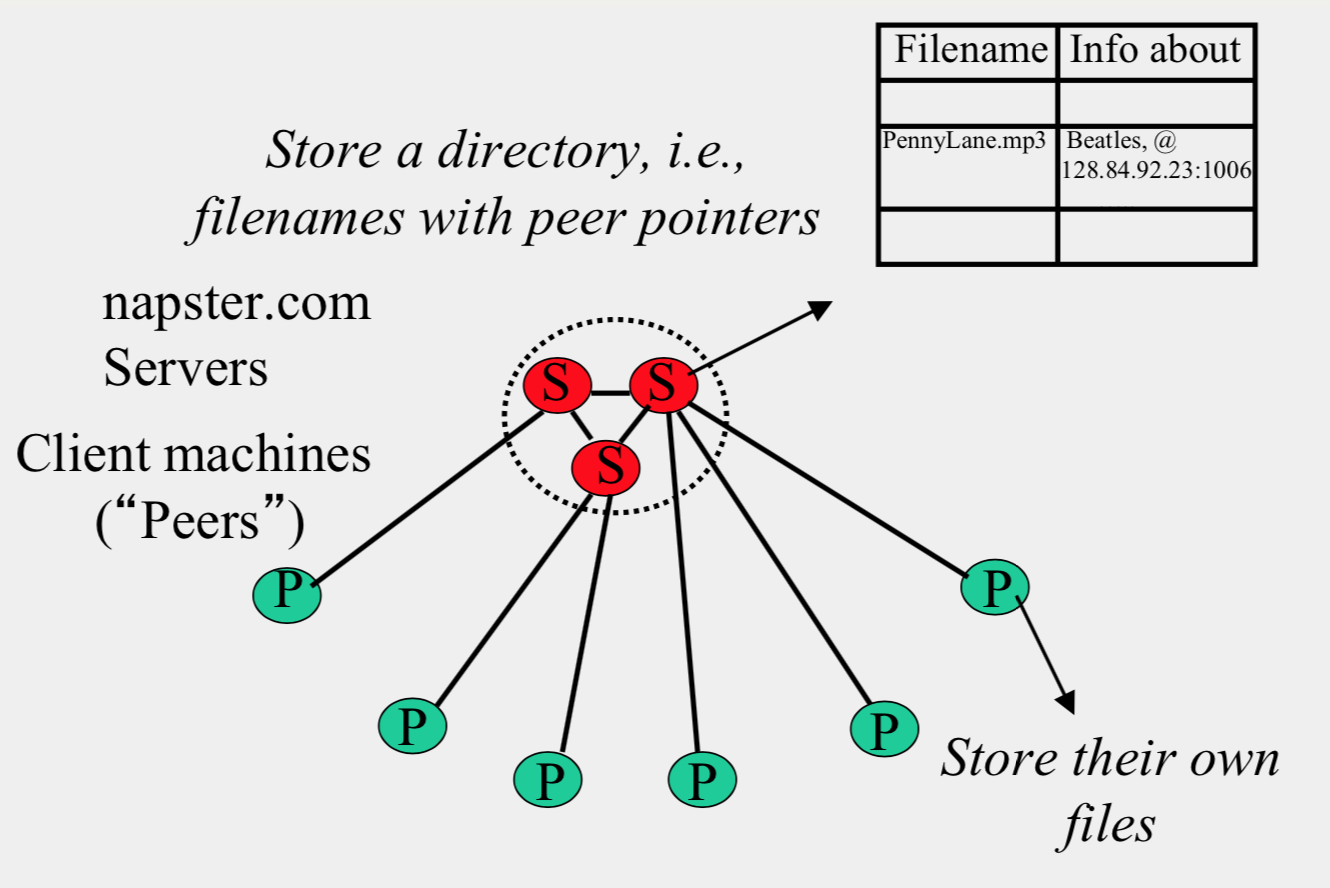 Filename Info about
PennyLane.mp3 Beatles, @
128.84.92.23:1006
Store a directory, i.e.,
filenames with peer pointers
napster.com
Servers
S S
S
Client machines
(“Peers”)
P P
P P P P
Store their own
files